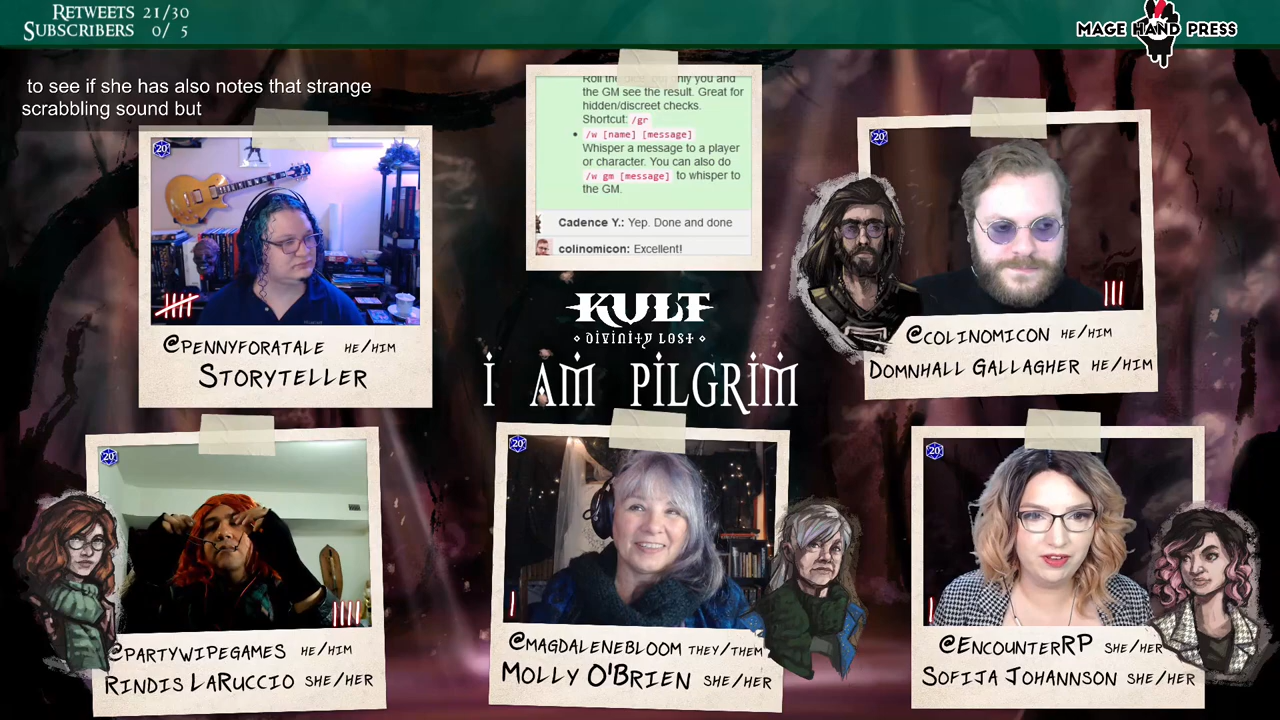 RETWEETS 21/30
SUBSCRIBERS 0/ 5
MAGE HAND PRESS
to see if she has also notes that strange
scrabbling sound but
the GM see the result. Great for
hidden/discreet checks.
Shortcut: /gr
• /w [name] [message]
Whisper a message to a player
or character. You can also do
/w gm [message] to whisper to
the GM.
Cadence Y.: Yep. Done and done
colinomicon: Excellent!
20
20
@PENNYFORATALE HE/HIM
STORYTELLER
KULT
DIVINITY LOST
I AM PILGRIM
@COLINOMICON HE/HIM
DOMNHALL GALLAGHER HE/HIM
20
20
20
@PARTYWIPEGAMES HE/HIM
RINDIS LARUCCIO SHE/HER
@MAGDALENEBLOOM THEY/THEM
MOLLY O'BRIEN SHE/HER
@ENCOUNTERRP SHE/HER
SOFIJA JOHANNSON SHE/HER